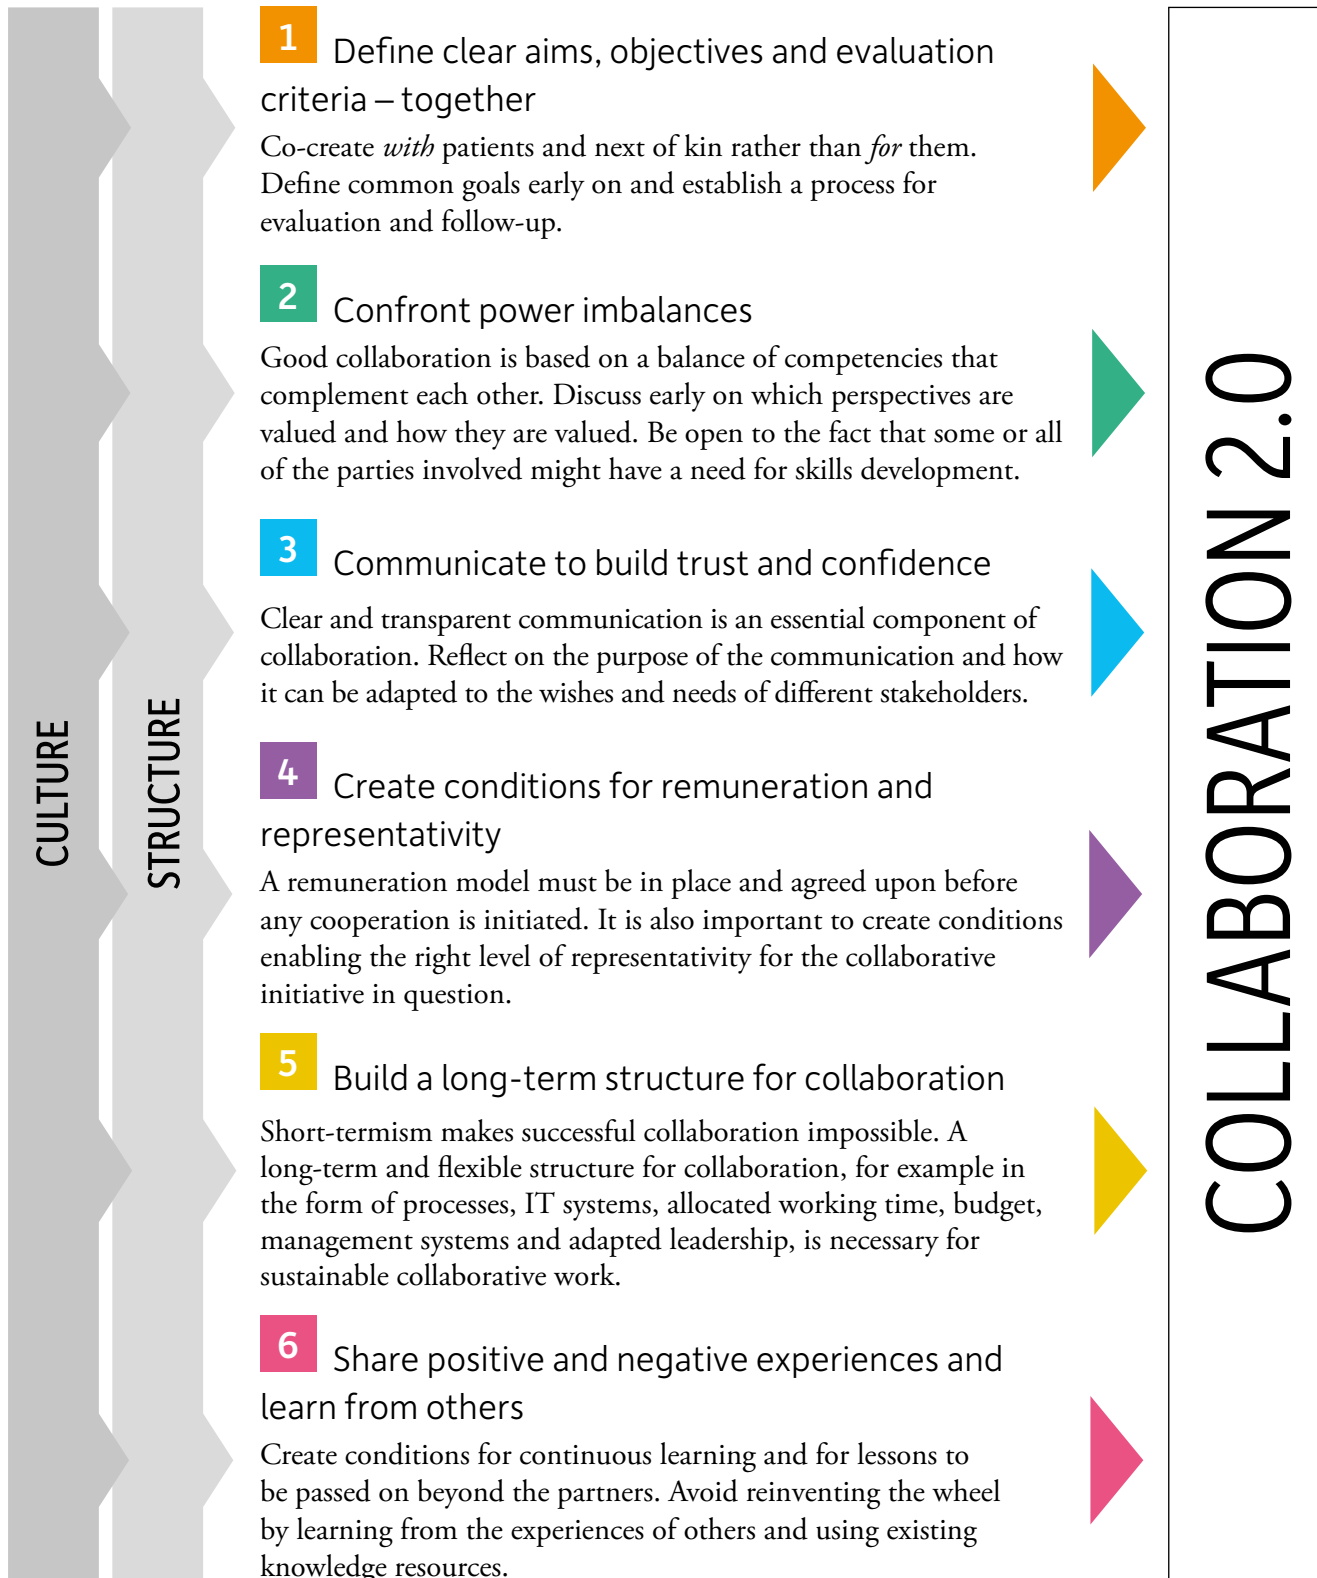 CULTURE
STRUCTURE
1 Define clear aims, objectives and evaluation
criteria – together
Co-create with patients and next of kin rather than for them.
Define common goals early on and establish a process for
evaluation and follow-up.
2 Confront power imbalances
Good collaboration is based on a balance of competencies that
complement each other. Discuss early on which perspectives are
valued and how they are valued. Be open to the fact that some or all
of the parties involved might have a need for skills development.
3 Communicate to build trust and confidence
Clear and transparent communication is an essential component of
collaboration. Reflect on the purpose of the communication and how
it can be adapted to the wishes and needs of different stakeholders.
4 Create conditions for remuneration and
representativity
A remuneration model must be in place and agreed upon before
any cooperation is initiated. It is also important to create conditions
enabling the right level of representativity for the collaborative
initiative in question.
5 Build a long-term structure for collaboration
Short-termism makes successful collaboration impossible. A
long-term and flexible structure for collaboration, for example in
the form of processes, IT systems, allocated working time, budget,
management systems and adapted leadership, is necessary for
sustainable collaborative work.
6 Share positive and negative experiences and
learn from others
Create conditions for continuous learning and for lessons to
be passed on beyond the partners. Avoid reinventing the wheel
by learning from the experiences of others and using existing
knowledge resources.
COLLABORATION 2.0